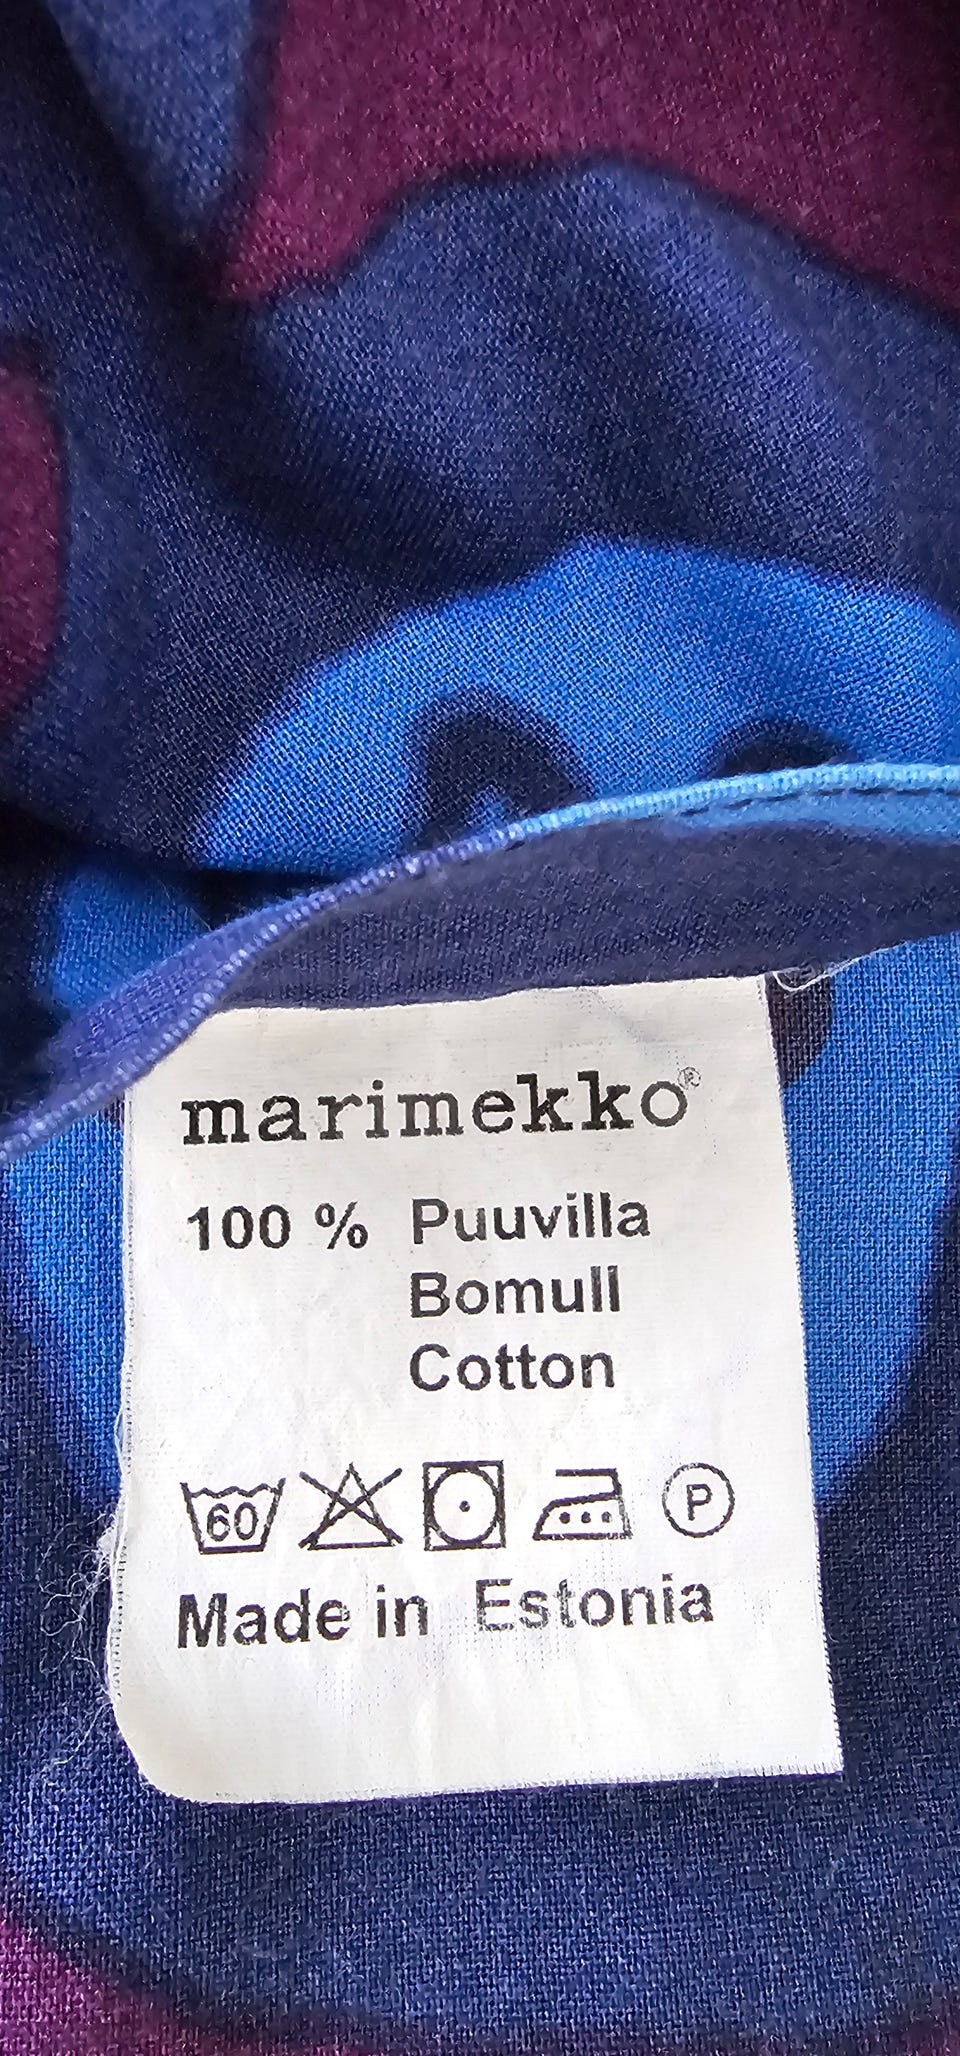 marimekko®
100 % Puuvilla
Bomull
Cotton
60 P
Made in Estonia